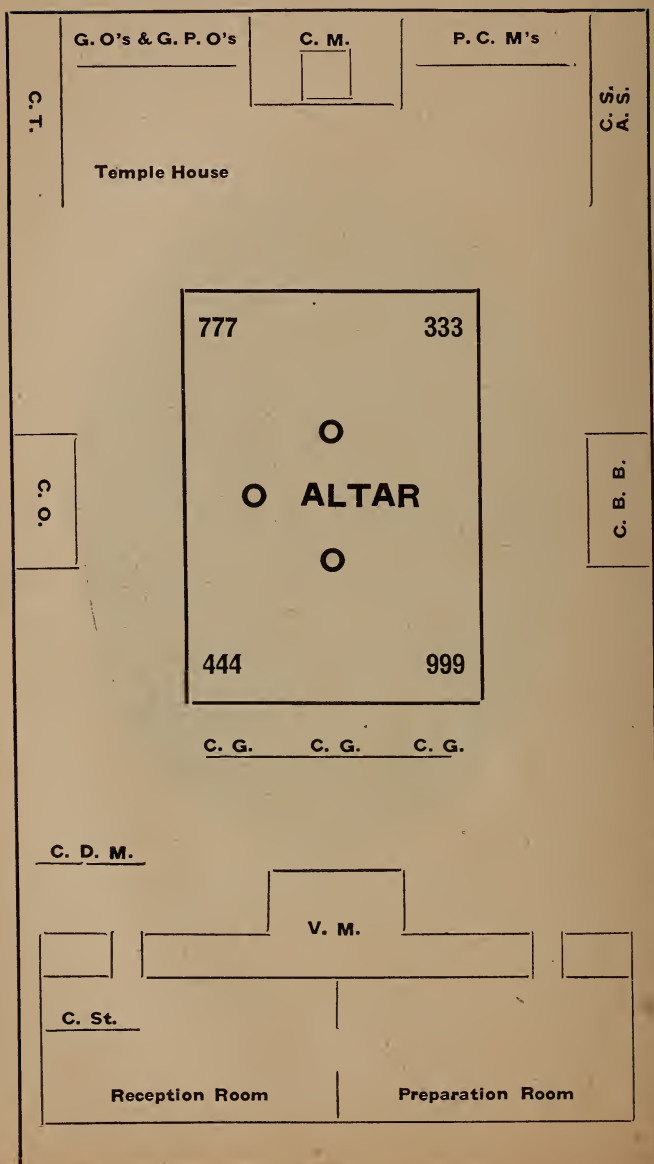 G. O's & G. P. O's
C. M.
P. C. M's
C. T.
C. S.
A. S.
Temple House
777
333
O
O ALTAR
O
C. O.
C. B. B.
444
999
C. G. C. G. C. G.
C. D. M.
V. M.
C. St.
Reception Room
Preparation Room